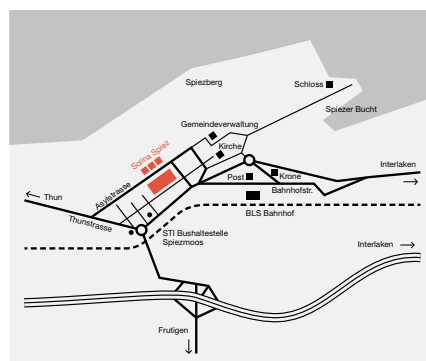 Spiezberg
Schloss
Spiezer Bucht
Gemeindeverwaltung
Kirche
Solina Spiez
Asylstrasse
Interlaken
Post
Krone
Bahnhofstr.
Thun
Thunstrasse
BLS Bahnhof
STI Bushaltestelle
Spiezmoos
Interlaken
Frutigen